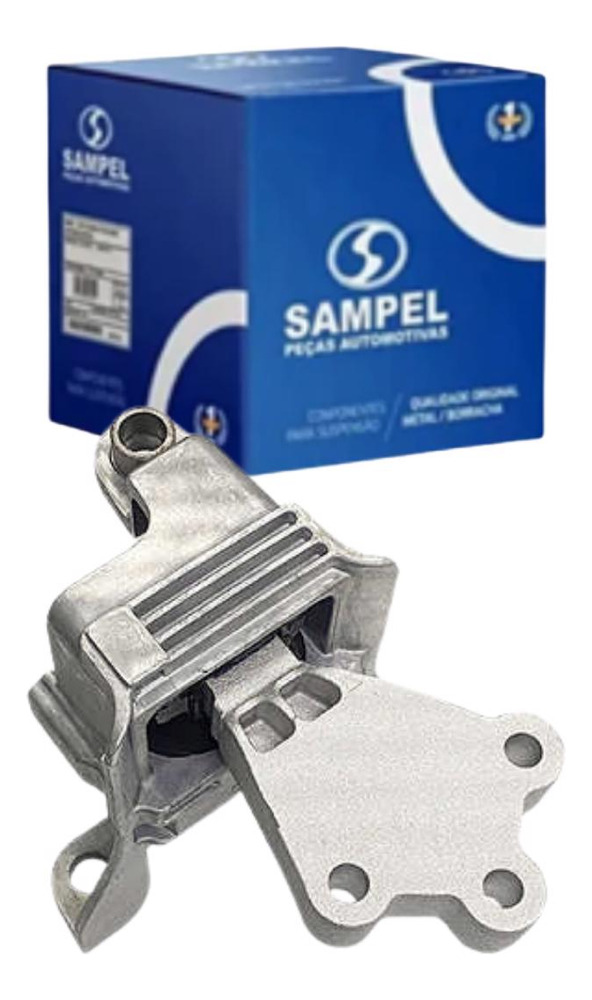 SAMPEL
PEÇAS AUTOMOTIVAS
SAMPEL
PEÇAS AUTOMOTIVAS
COMPONENTES
PARA SUSPENSÃO
QUALIDADE ORIGINAL
METAL / BORRACHA
COMPONENTES
PARA SUSPENSÃO